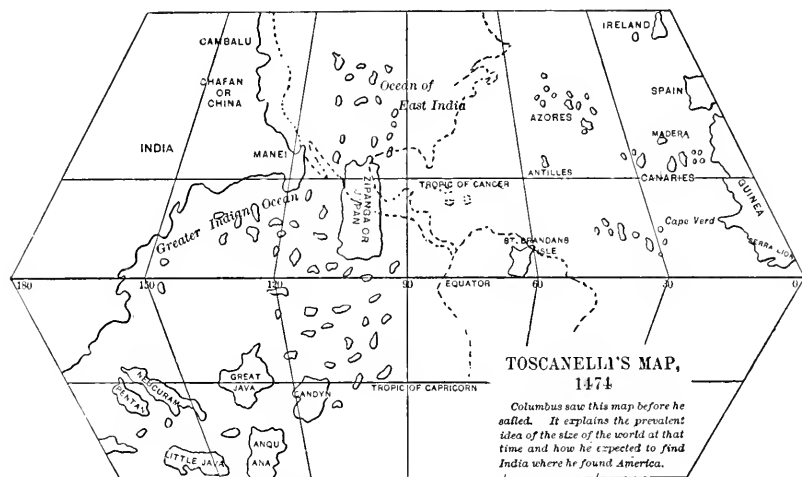 IRELAND
CAMBALU
CHAFAN
OR
CHINA
Ocean of
East India
SPAIN
AZORES
MADERA
INDIA
MANEI
ANTILLES
CANARIES
TROPIC OF CANCER
ZIPANGA OR
JAPAN
GUINEA
Greater Indian Ocean
Cape Verd
ST. BRANDANS
ISLE
SERRA LION
180
150
120
90
60
30
0
EQUATOR
TOSCANELLI'S MAP,
1474
NEUCURAM
PENTAN
GREAT
JAVA
CANDYN
TROPIC OF CAPRICORN
Columbus saw this map before he
sailed. It explains the prevalent
idea of the size of the world at that
time and how he expected to find
India where he found America.
LITTLE JAVA
ANQU
ANA